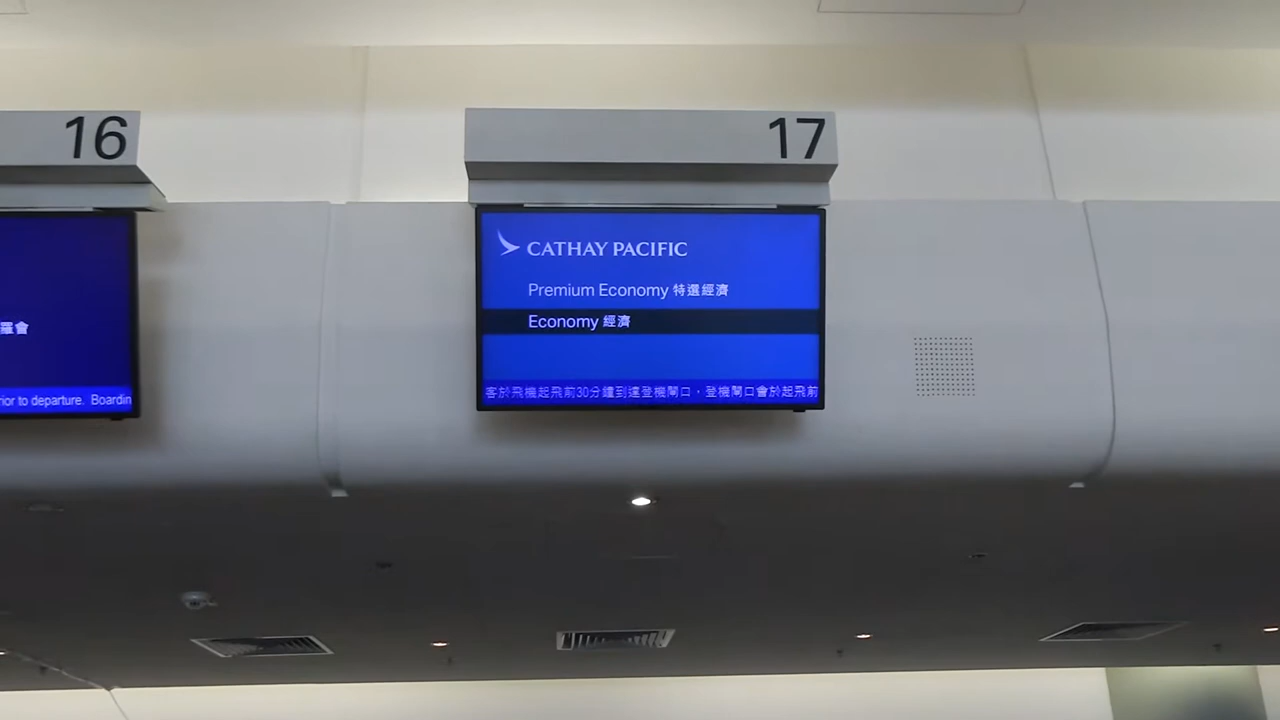 16
17
羅會
rior to departure. Boardin
CATHAY PACIFIC
Premium Economy 特選經濟
Economy 經濟
客於飛機起飛前30分鐘到達登機閘口，登機閘口會於起飛前